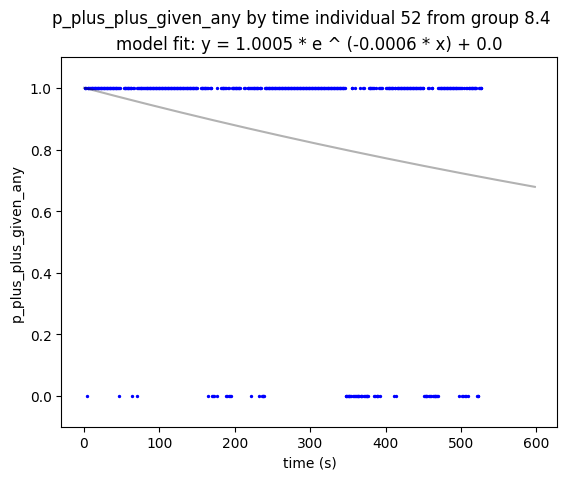 p_plus_plus_given_any by time individual 52 from group 8.4
model fit: y = 1.0005 * e ^ (-0.0006 * x) + 0.0
1.0
0.8
0.6
0.4
0.2
0.0
p_plus_plus_given_any
0 100 200 300 400 500 600
time (s)